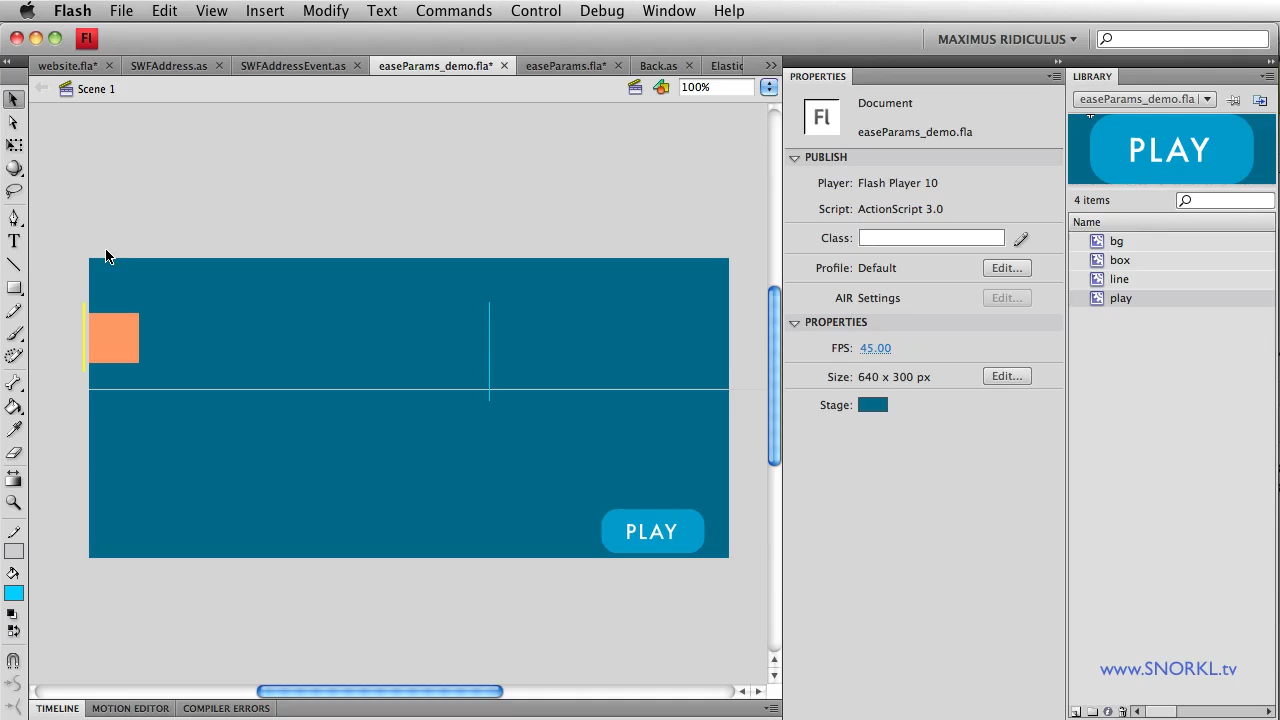 Flash File Edit View Insert Modify Text Commands Control Debug Window Help
Fl MAXIMUS RIDICULUS
website.fla* SWFAddress.as SWFAddressEvent.as easeParams_demo.fla* easeParams.fla* Back.as Elastic
Scene 1 100%
PLAY
PROPERTIES
Fl
Document
easeParams_demo.fla
PUBLISH
Player: Flash Player 10
Script: ActionScript 3.0
Class:
Profile: Default Edit...
AIR Settings Edit...
PROPERTIES
FPS: 45.00
Size: 640 x 300 px Edit...
Stage:
LIBRARY
easeParams_demo.fla
PLAY
4 items
Name
bg
box
line
play
www.SNORKL.tv
TIMELINE MOTION EDITOR COMPILER ERRORS